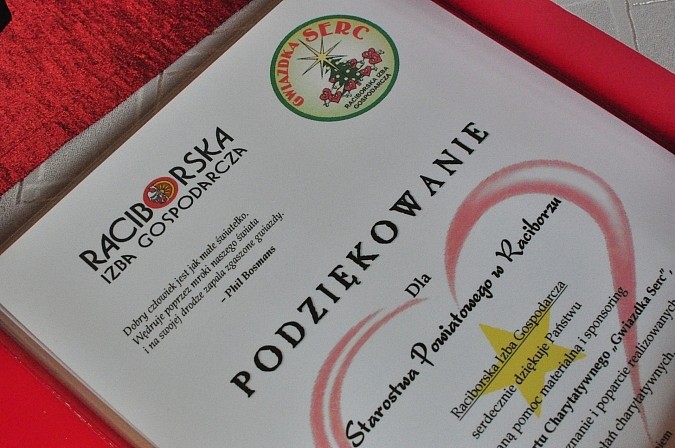 GWIAZDKA SERC
RACIBORSKA IZBA
GOSPODARCZA
RACIBORSKA
IZBA GOSPODARCZA
Dobry człowiek jest jak małe światełko.
Wędruje poprzez mroki naszego świata
i na swojej drodze zapala zgaszone gwiazdy.
– Phil Bosmans
PODZIĘKOWANIE
Dla
Starostwa Powiatowego w Raciborzu
Raciborska Izba Gospodarcza
serdecznie dziękuje Państwu
pomoc materialną i sponsoring
Charytatywnego „Gwiazdka Serc",
i poparcie realizowanych
charytatywnych.